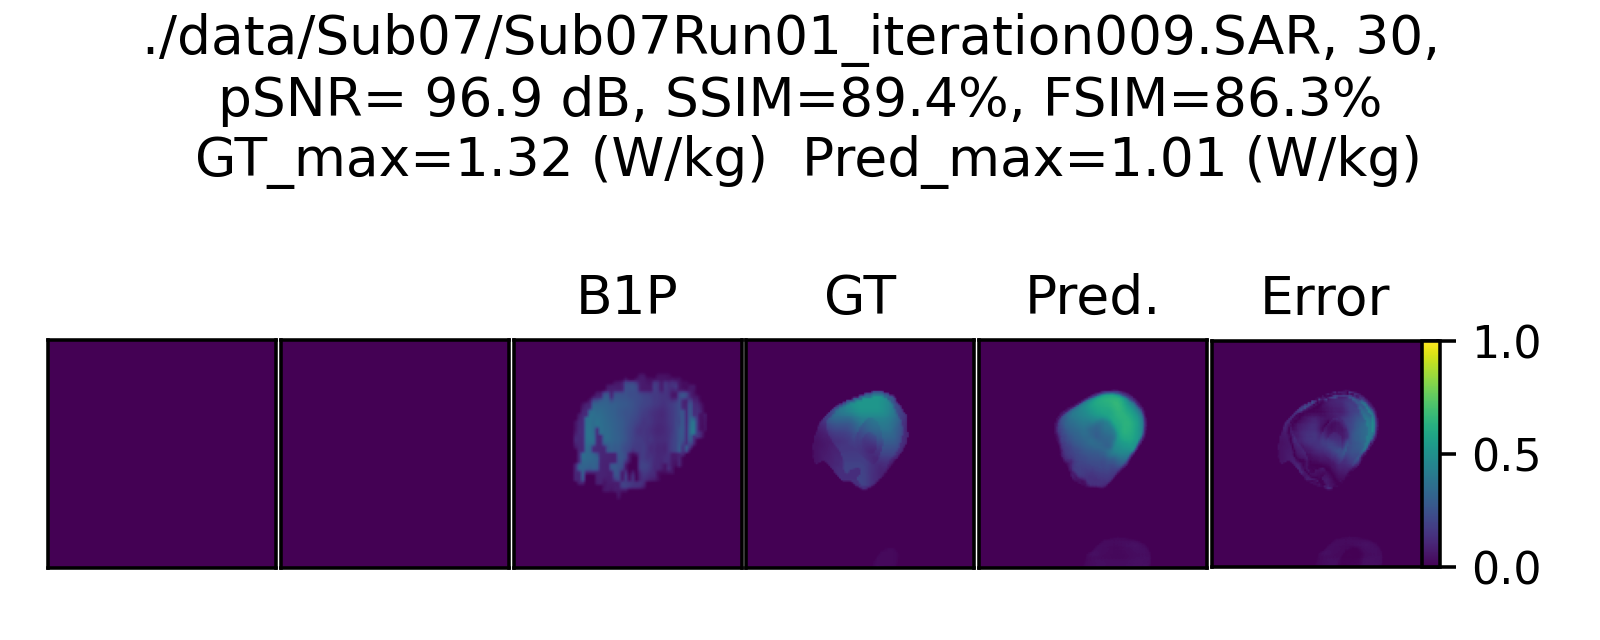 ./data/Sub07/Sub07Run01_iteration009.SAR, 30,
pSNR= 96.9 dB, SSIM=89.4%, FSIM=86.3%
GT_max=1.32 (W/kg)  Pred_max=1.01 (W/kg)
B1P GT Pred. Error
1.0
0.5
0.0